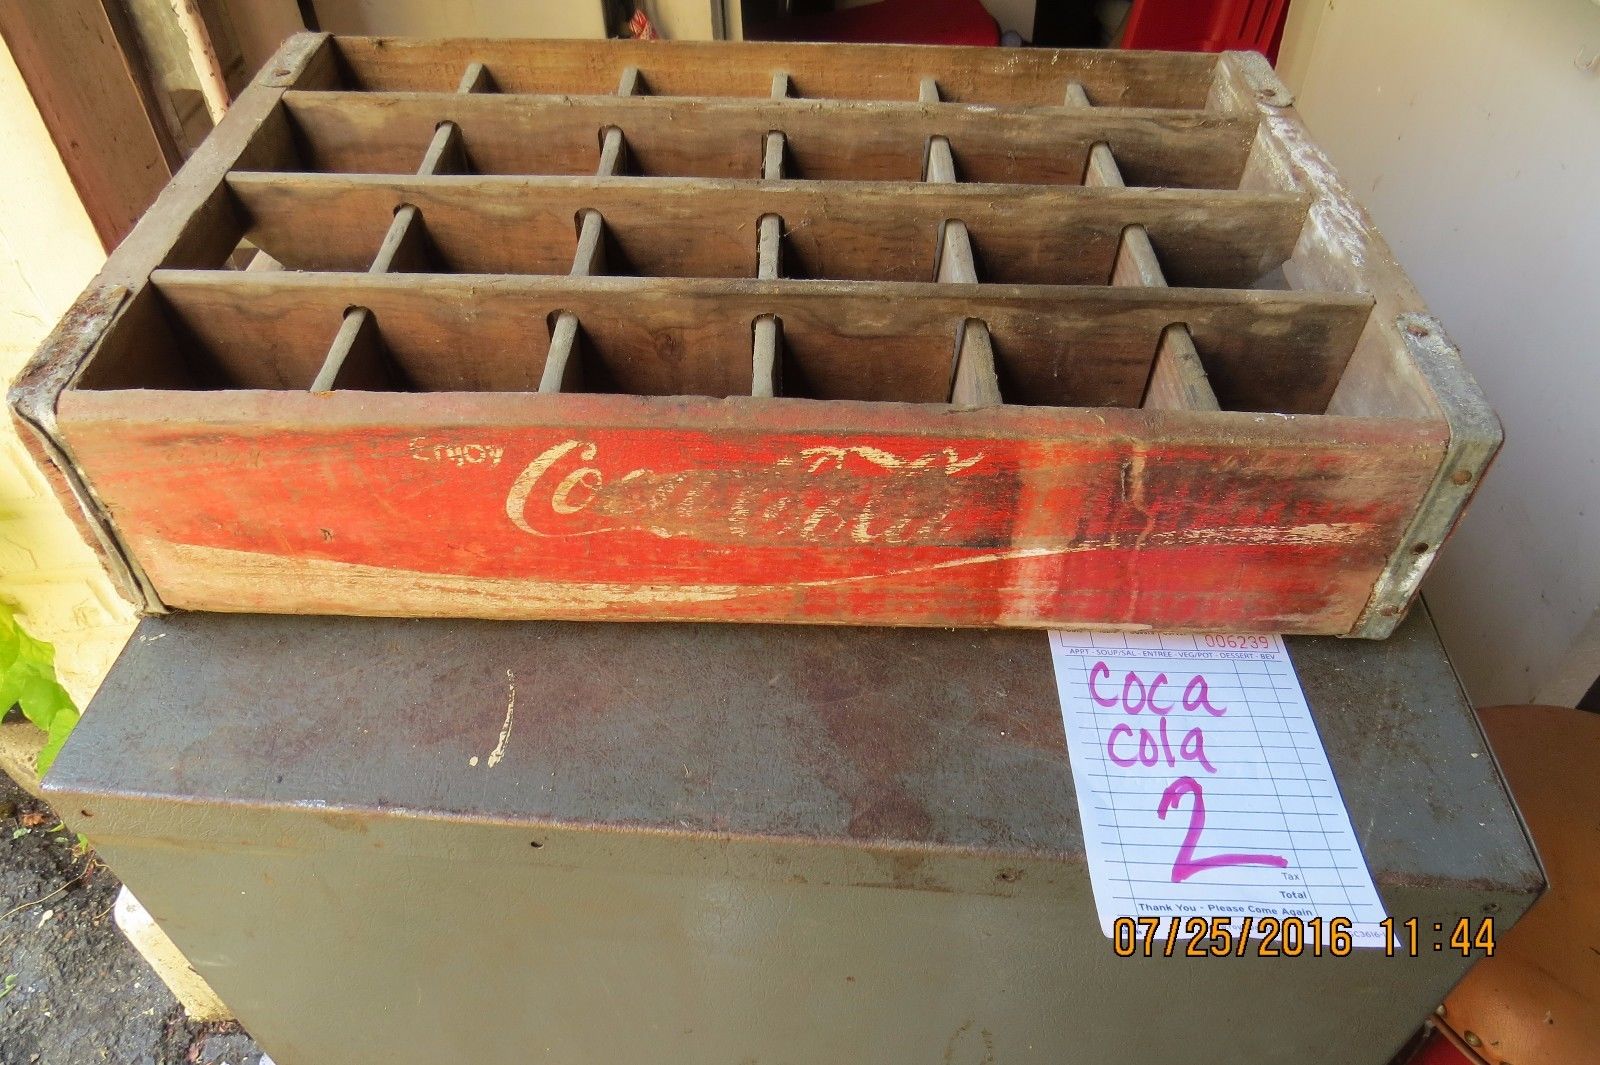 Enjoy
Coca-Cola
006239
APPT - SOUP/SAL - ENTREE - VEG/POT - DESSERT - BEV
coca
cola
2
Tax
Total
Thank You - Please Come Again
07/25/2016 11:44